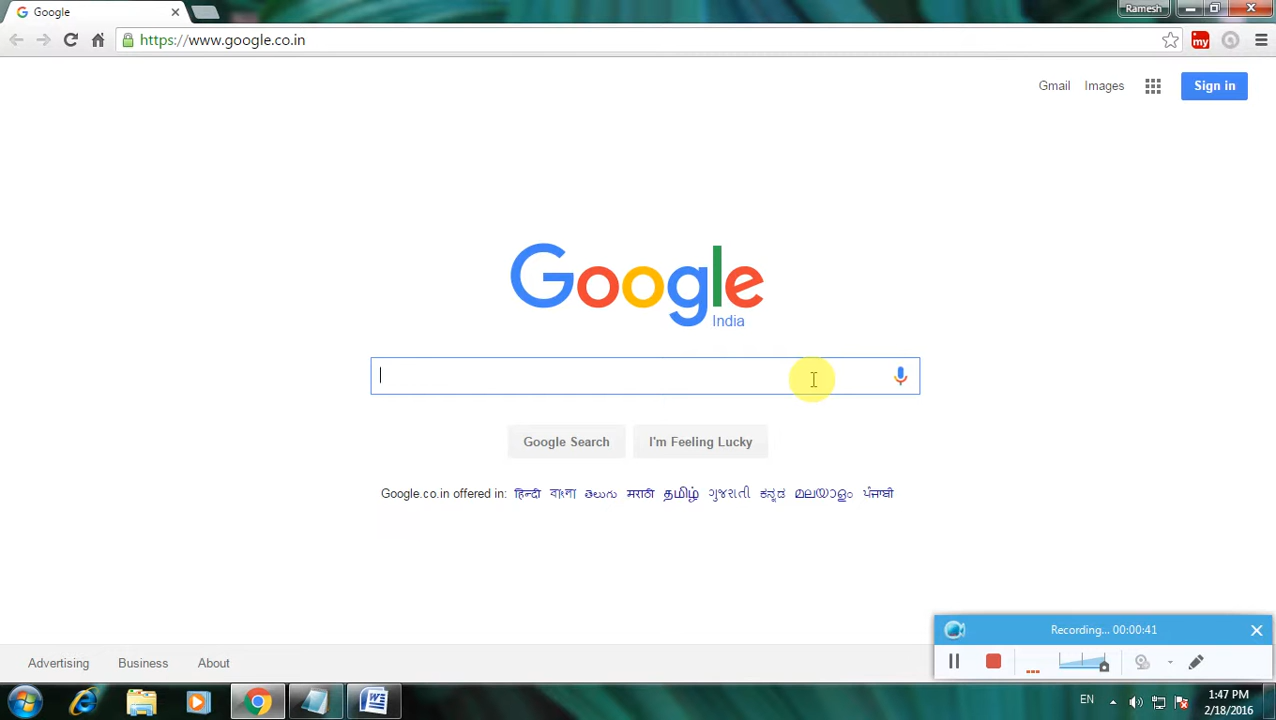 Google
Ramesh
https://www.google.co.in
my
Gmail Images Sign in
Google
India
Google Search I'm Feeling Lucky
Google.co.in offered in: हिन्दी বাংলা తెలుగు मराठी தமிழ் ગુજરાતી ಕನ್ನಡ മലയാളം ਪੰਜਾਬੀ
Recording... 00:00:41
Advertising Business About
EN
1:47 PM
2/18/2016